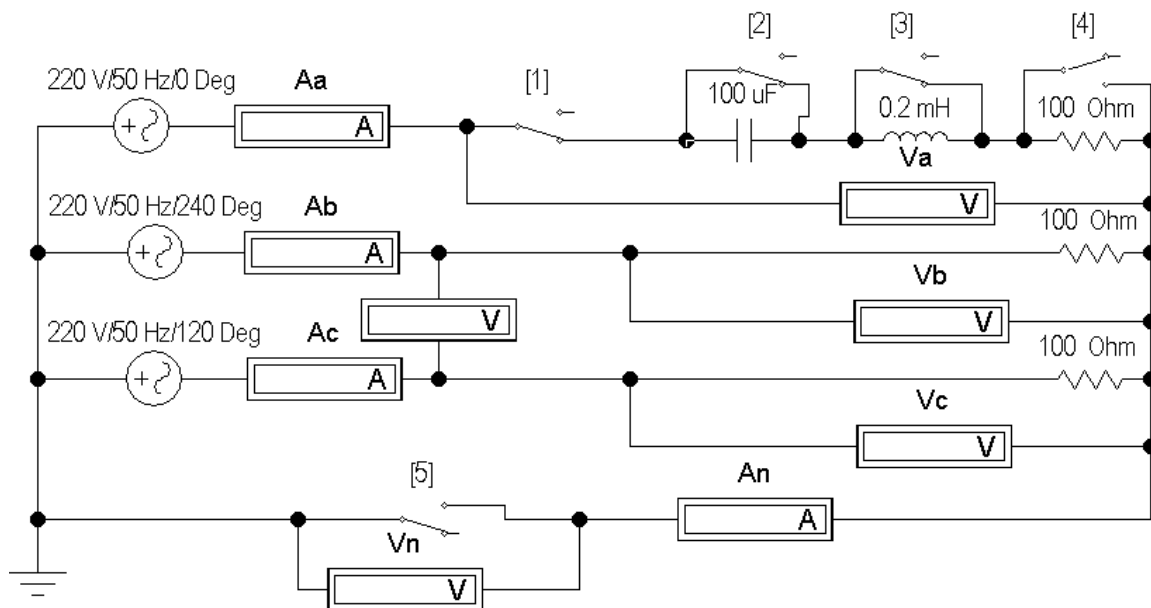 [2]
[3]
[4]
220 V/50 Hz/0 Deg
Aa
[1]
100 uF
0.2 mH
100 Ohm
A
Va
V
220 V/50 Hz/240 Deg
Ab
100 Ohm
A
Vb
V
V
220 V/50 Hz/120 Deg
Ac
100 Ohm
A
Vc
V
[5]
An
A
Vn
V